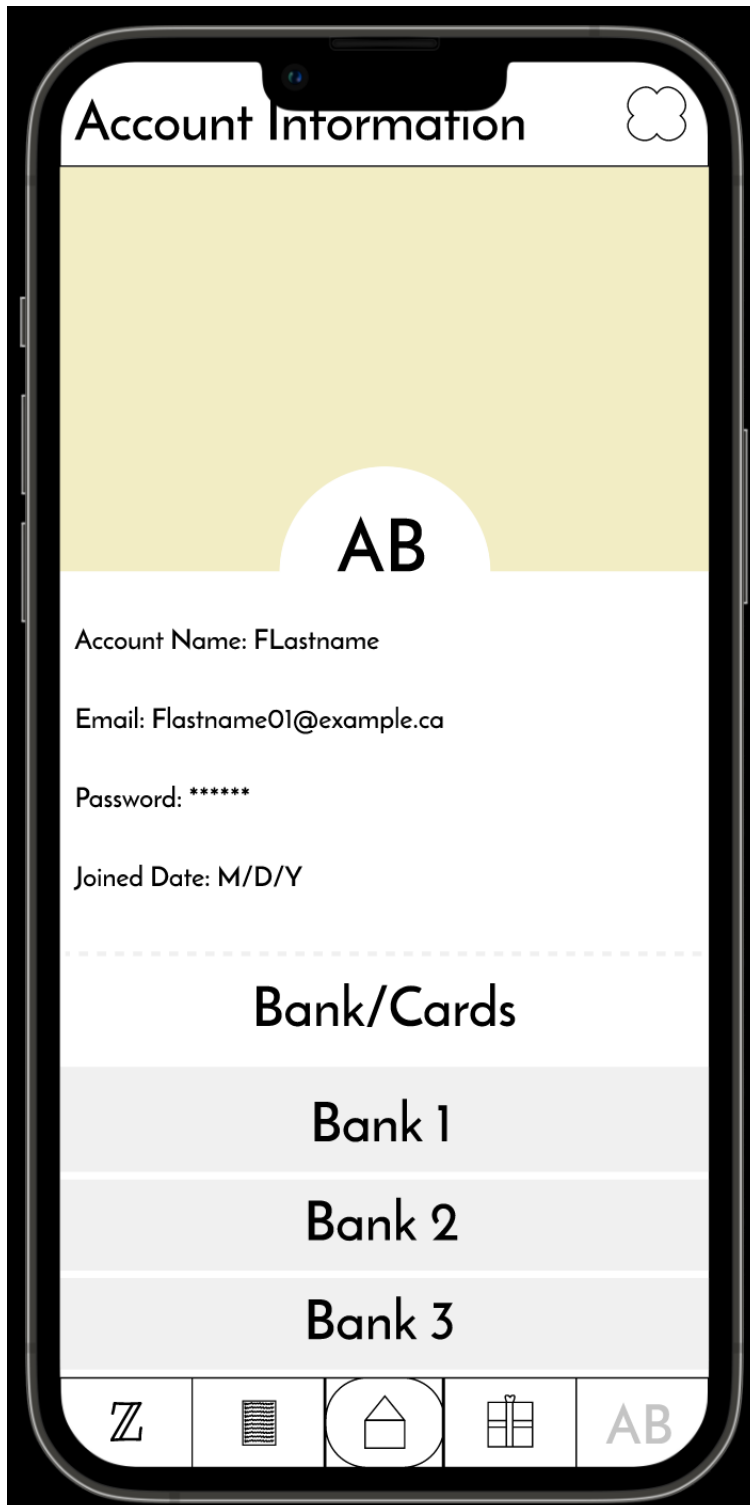 Account Information
AB
Account Name: FLastname
Email: Flastname01@example.ca
Password: ******
Joined Date: M/D/Y
Bank/Cards
Bank 1
Bank 2
Bank 3
ℤ AB